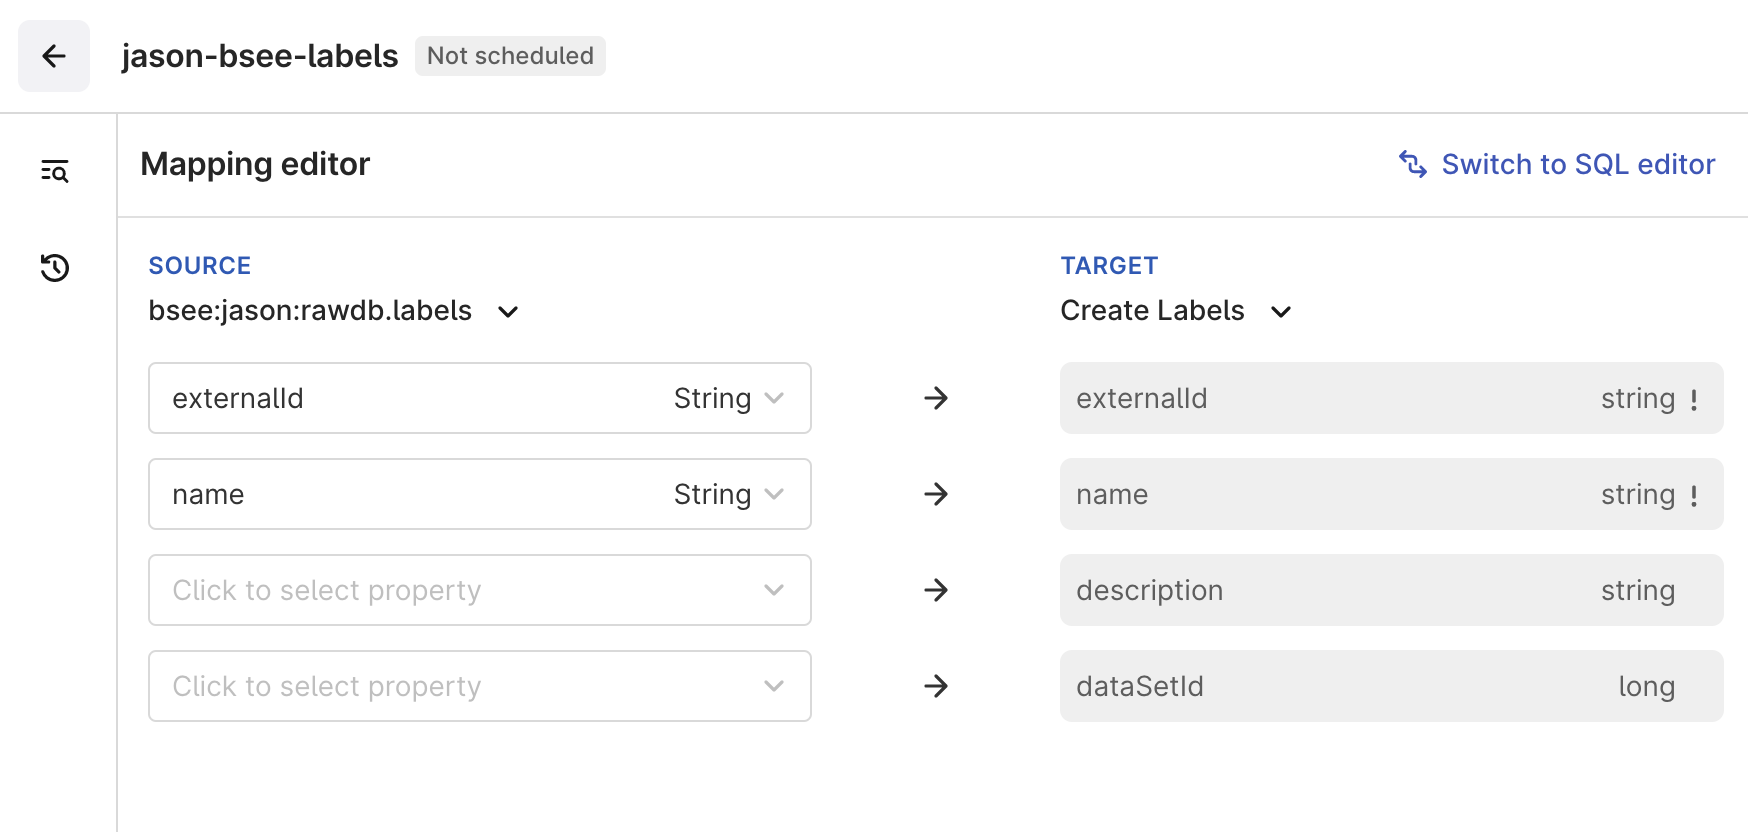 jason-bsee-labels Not scheduled
Mapping editor Switch to SQL editor
SOURCE TARGET
bsee:jason:rawdb.labels Create Labels
externalId String externalId string !
name String name string !
Click to select property description string
Click to select property dataSetId long